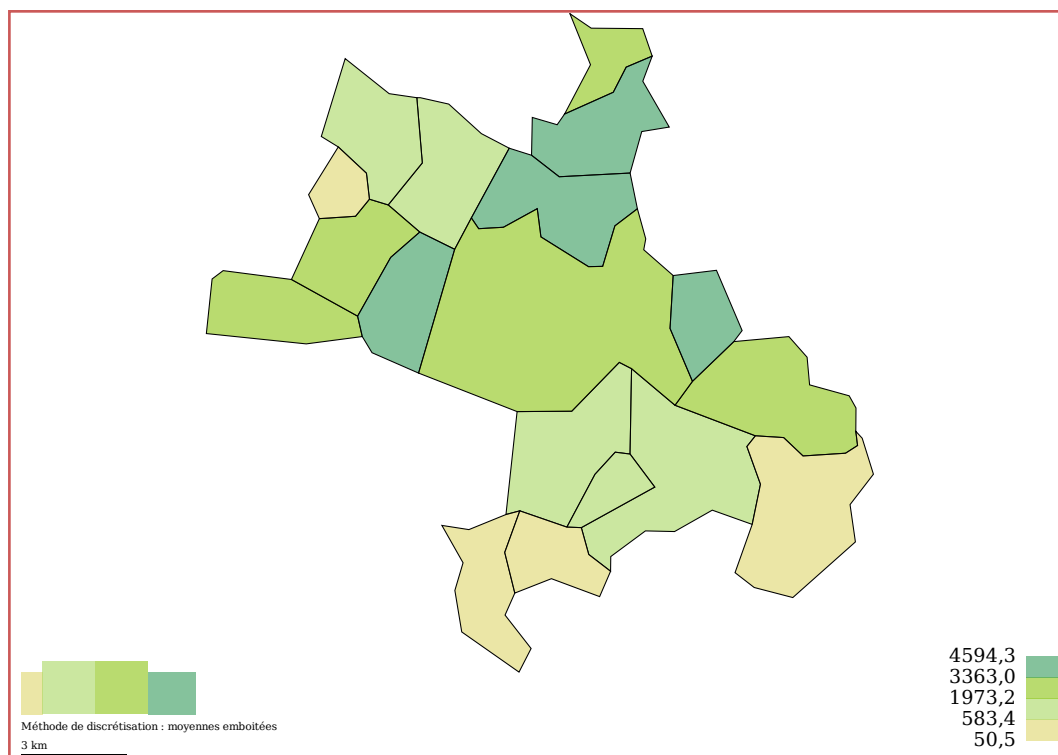 4594,3
3363,0
1973,2
583,4
50,5
Méthode de discrétisation : moyennes emboitées
3 km